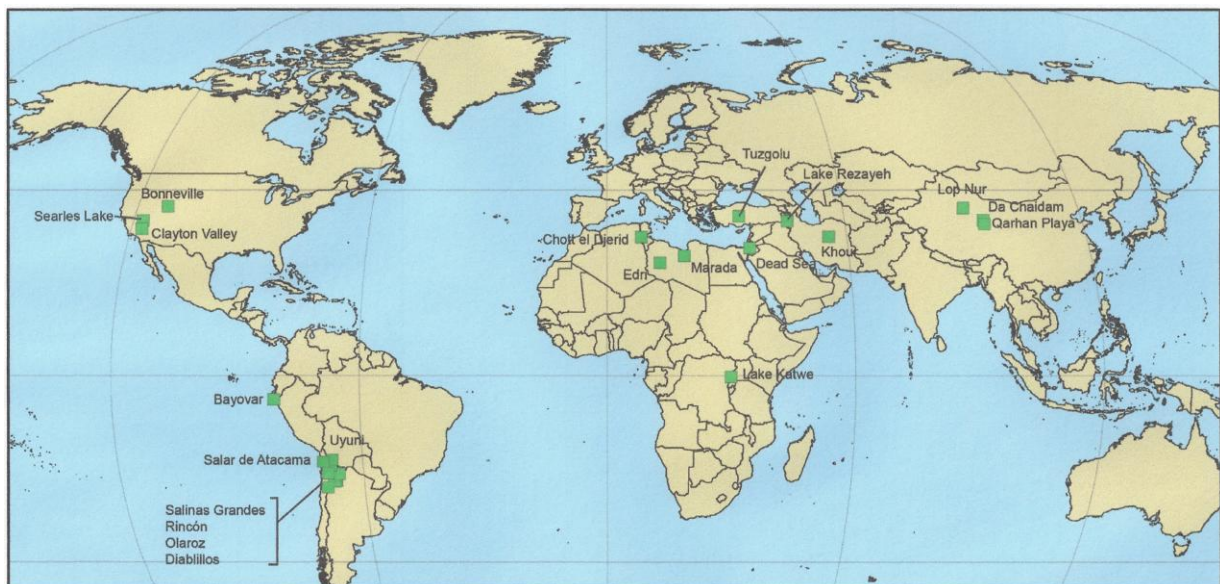 Bonneville
Searles Lake
Clayton Valley
Bayovar
Uyuni
Salar de Atacama
Salinas Grandes
Rincón
Olaroz
Diablillos
Tuzgolu
Lake Rezayeh
Chott el Djerid
Edri
Marada
Dead Sea
Khour
Lake Katwe
Lop Nur
Da Chaidam
Qarhan Playa